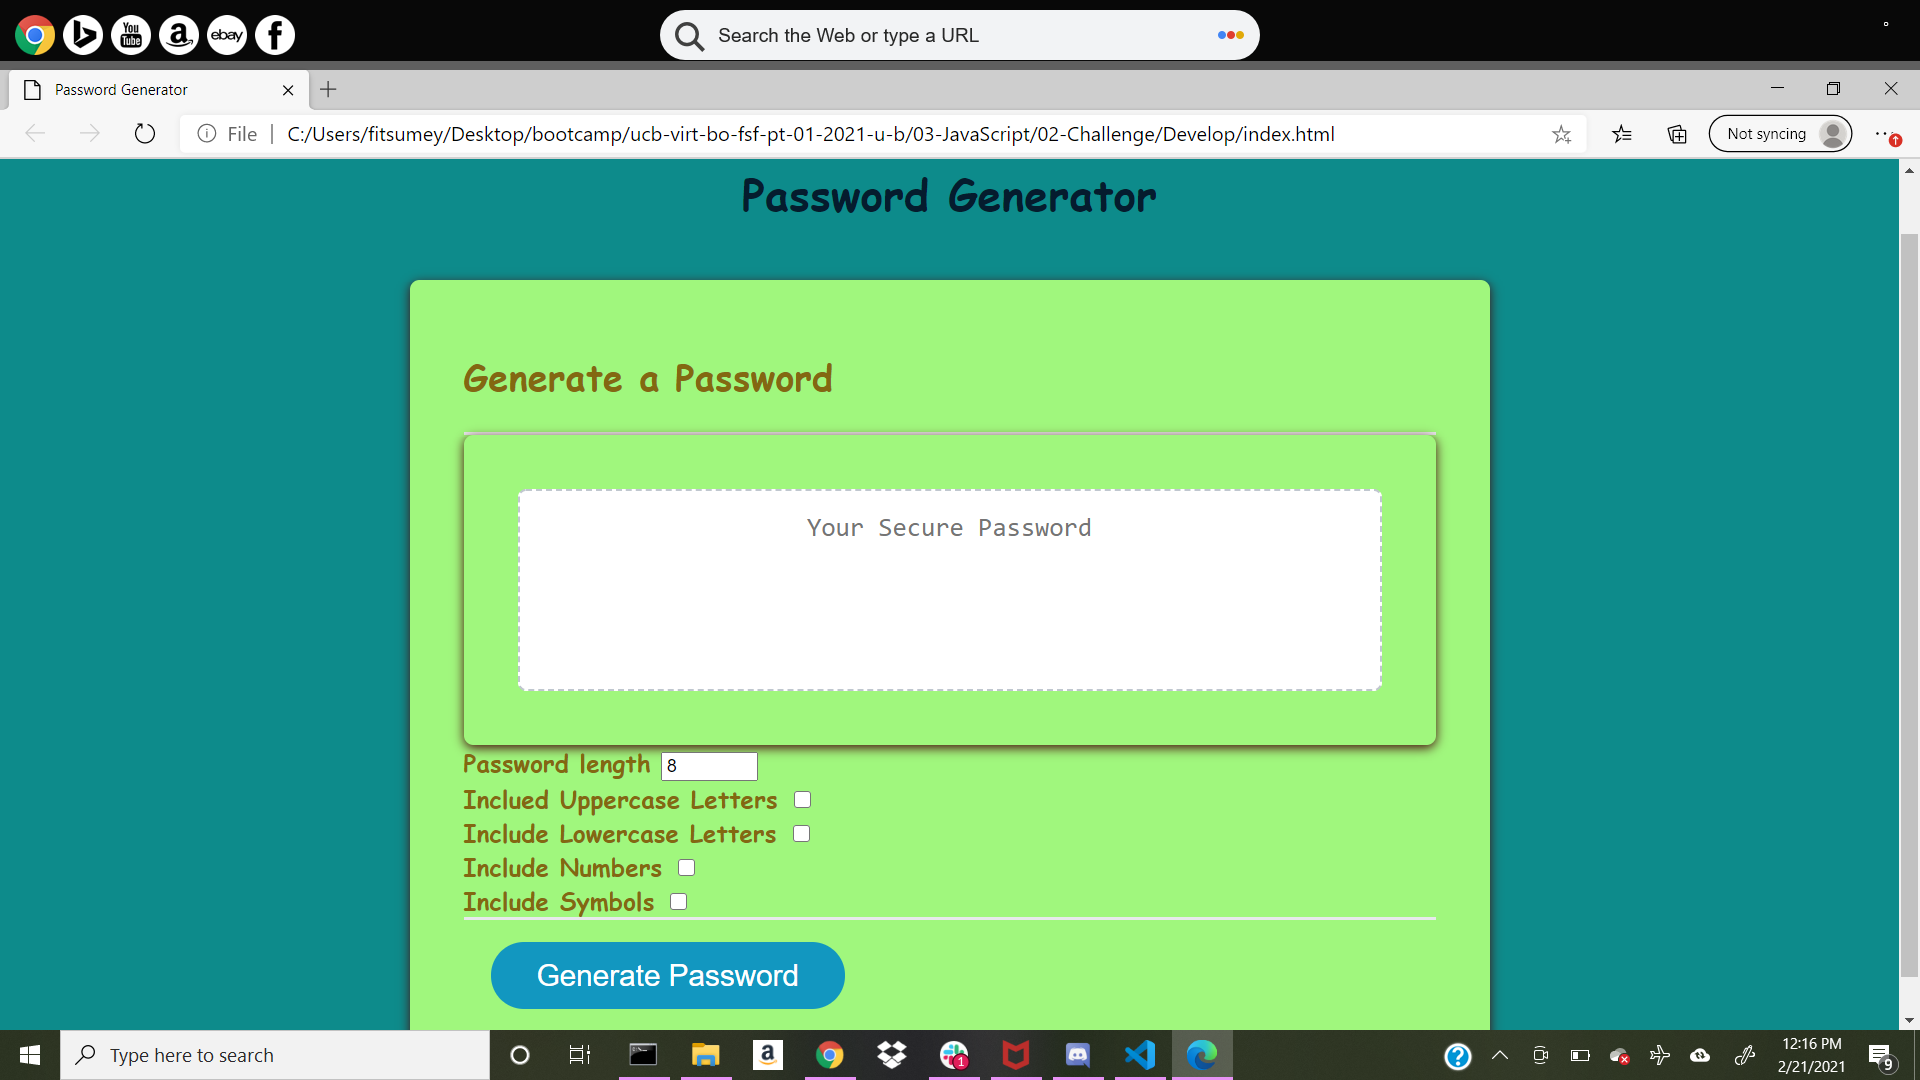 You Tube
a
ebay
f
Search the Web or type a URL
Password Generator
File | C:/Users/fitsumey/Desktop/bootcamp/ucb-virt-bo-fsf-pt-01-2021-u-b/03-JavaScript/02-Challenge/Develop/index.html
Not syncing
Password Generator
Generate a Password
Your Secure Password
Password length 8
Inclued Uppercase Letters
Include Lowercase Letters
Include Numbers
Include Symbols
Generate Password
Type here to search
a
1
?
12:16 PM
2/21/2021
9